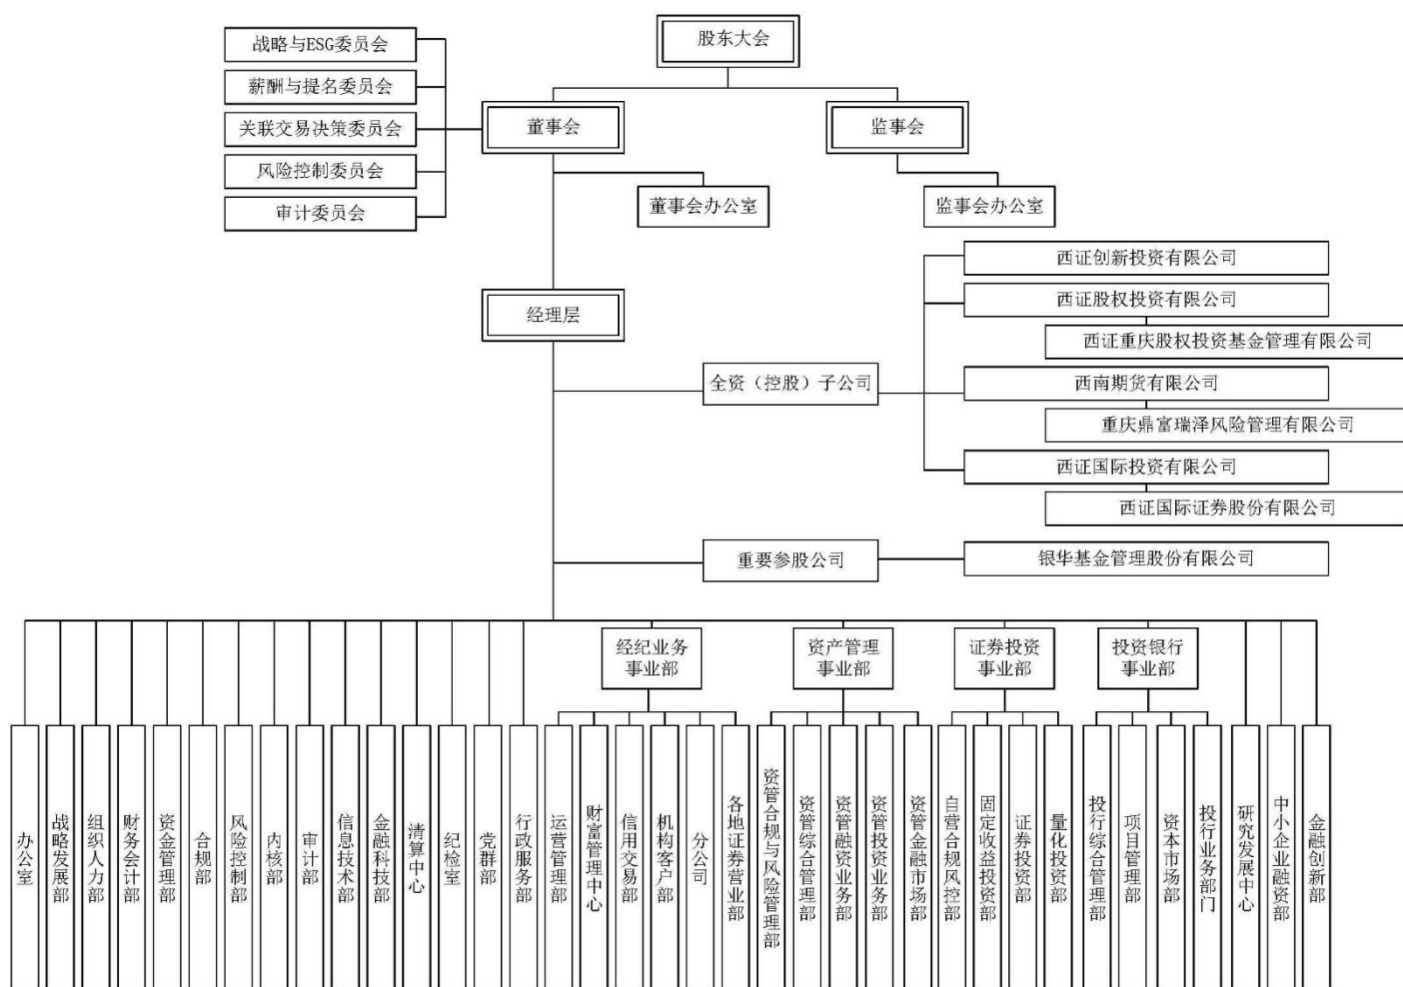 股东大会
战略与ESG委员会
薪酬与提名委员会
关联交易决策委员会
风险控制委员会
审计委员会
董事会
监事会
董事会办公室
监事会办公室
经理层
全资（控股）子公司
西证创新投资有限公司
西证股权投资有限公司
西证重庆股权投资基金管理有限公司
西南期货有限公司
重庆鼎富瑞泽风险管理有限公司
西证国际投资有限公司
西证国际证券股份有限公司
重要参股公司
银华基金管理股份有限公司
经纪业务
事业部
资产管理
事业部
证券投资
事业部
投资银行
事业部
办公室
战略发展部
组织人力部
财务会计部
资金管理部
合规部
风险控制部
内核部
审计部
信息技术部
金融科技部
清算中心
纪检室
党群部
行政服务部
运营管理部
财富管理中心
信用交易部
机构客户部
分公司
各地证券营业部
资管合规与风险管理部
资管综合管理部
资管融资业务部
资管投资业务部
资管金融市场部
自营合规风控部
固定收益投资部
证券投资部
量化投资部
投行综合管理部
项目管理部
资本市场部
投行业务部门
研究发展中心
中小企业融资部
金融创新部